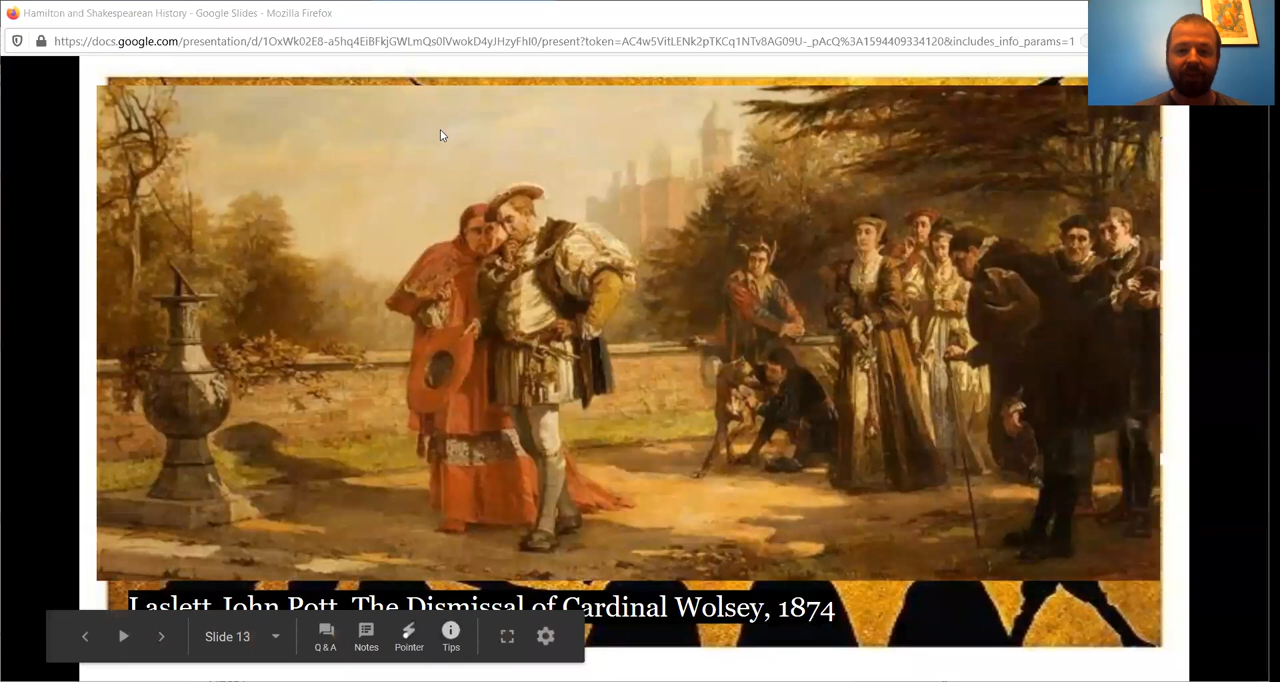 Hamilton and Shakespearean History - Google Slides - Mozilla Firefox
https://docs.google.com/presentation/d/1OxWk02E8-a5hq4EiBFkjGWLmQs0lVwokD4yJHzyFhI0/present?token=AC4w5VitLENk2pTKCq1NTv8AG09U-_pAcQ%3A1594409334120&includes_info_params=1
Laslett John Pott, The Dismissal of Cardinal Wolsey, 1874
Slide 13
Q & A
Notes
Pointer
Tips